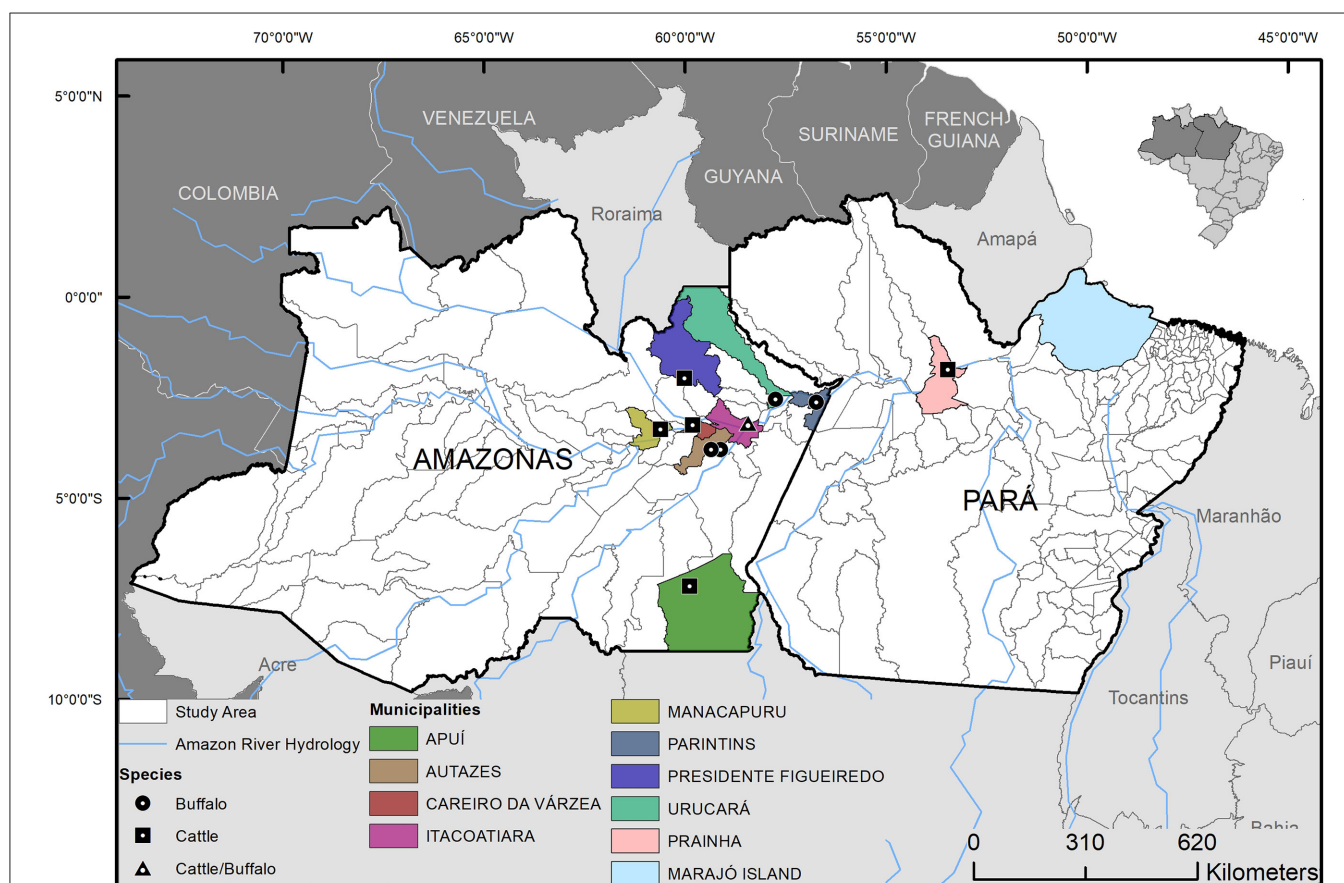 70°0'0"W 65°0'0"W 60°0'0"W 55°0'0"W 50°0'0"W 45°0'0"W
5°0'0"N
VENEZUELA
SURINAME
FRENCH
GUIANA
GUYANA
COLOMBIA
Roraima
Amapá
0°0'0"
AMAZONAS
5°0'0"S
PARÁ
Maranhão
Acre
Piauí
10°0'0"S
Tocantins
Study Area
Amazon River Hydrology
Species
Buffalo
Cattle
Cattle/Buffalo
Municipalities
APUÍ
AUTAZES
CAREIRO DA VÁRZEA
ITACOATIARA
MANACAPURU
PARINTINS
PRESIDENTE FIGUEIREDO
URUCARÁ
PRAINHA
MARAJÓ ISLAND
Bahia
0 310 620
Kilometers